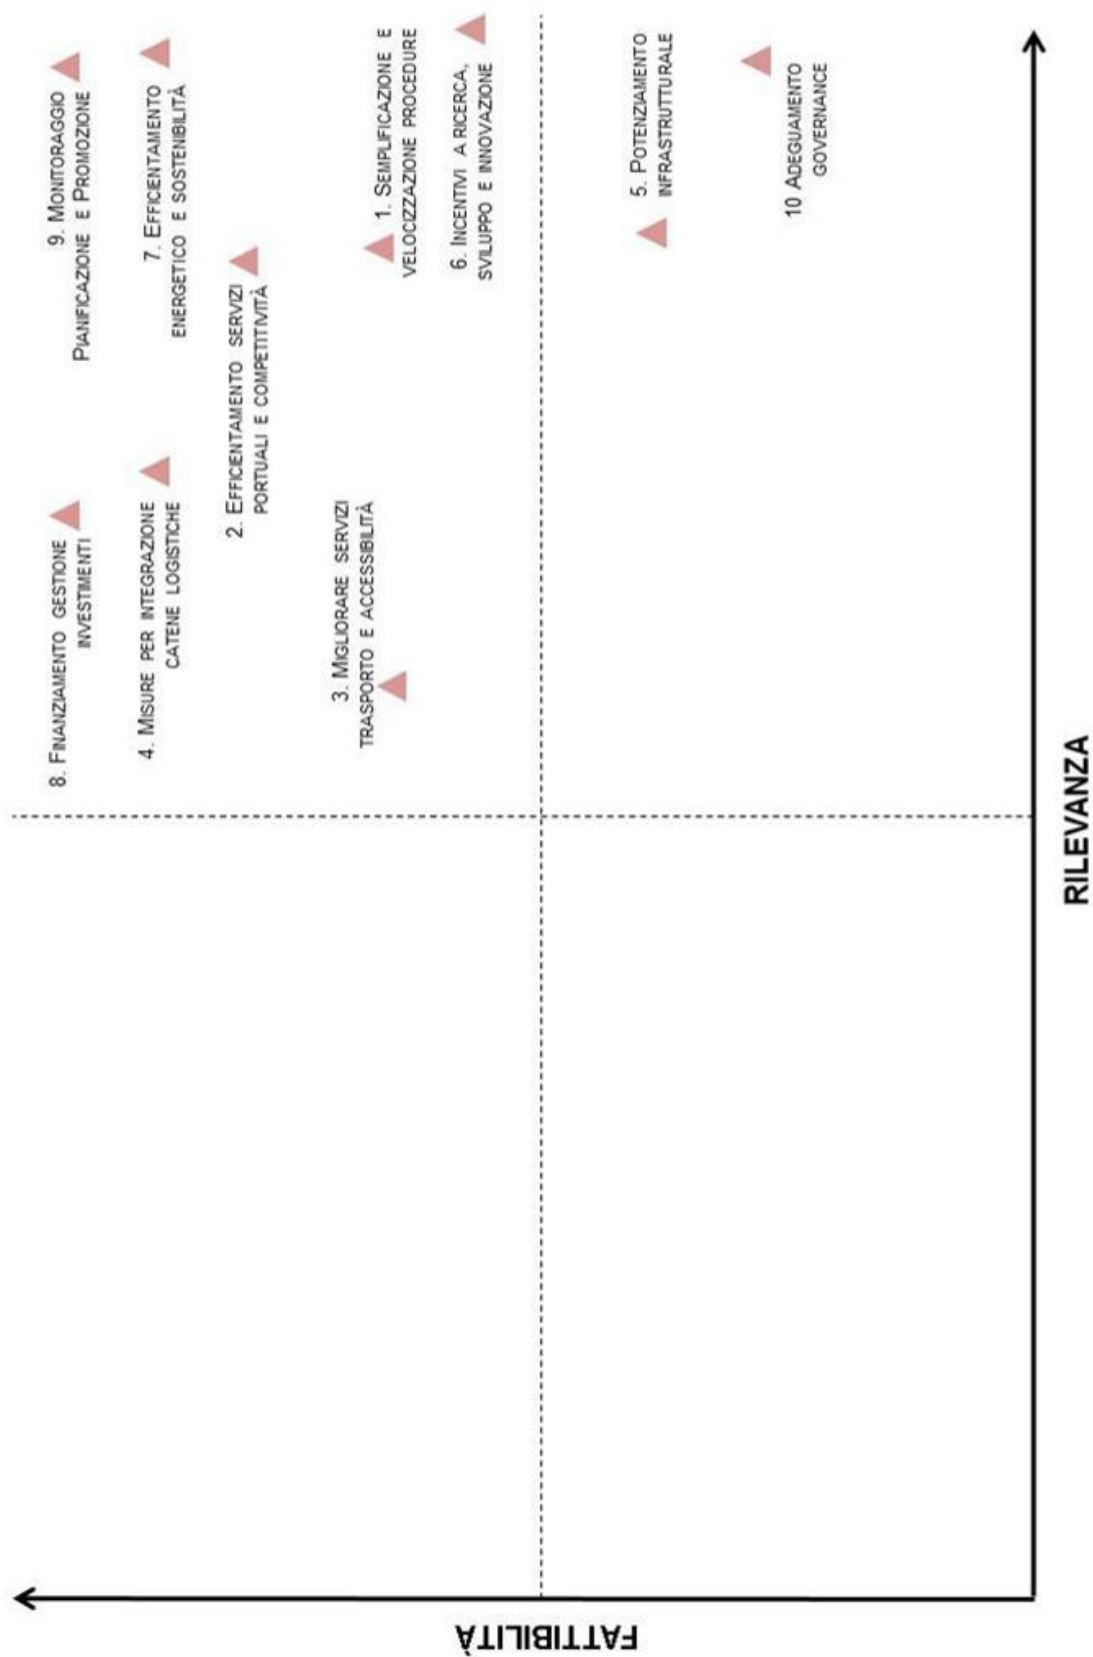 8. FINANZIAMENTO GESTIONE
INVESTIMENTI
9. MONITORAGGIO
PIANIFICAZIONE E PROMOZIONE
4. MISURE PER INTEGRAZIONE
CATENE LOGISTICHE
7. EFFICIENTAMENTO
ENERGETICO E SOSTENIBILITÀ
2. EFFICIENTAMENTO SERVIZI
PORTUALI E COMPETITIVITÀ
3. MIGLIORARE SERVIZI
TRASPORTO E ACCESSIBILITÀ
1. SEMPLIFICAZIONE E
VELOCIZZAZIONE PROCEDURE
6. INCENTIVI A RICERCA,
SVILUPPO E INNOVAZIONE
5. POTENZIAMENTO
INFRASTRUTTURALE
10 ADEGUAMENTO
GOVERNANCE
FATTIBILITÀ
RILEVANZA